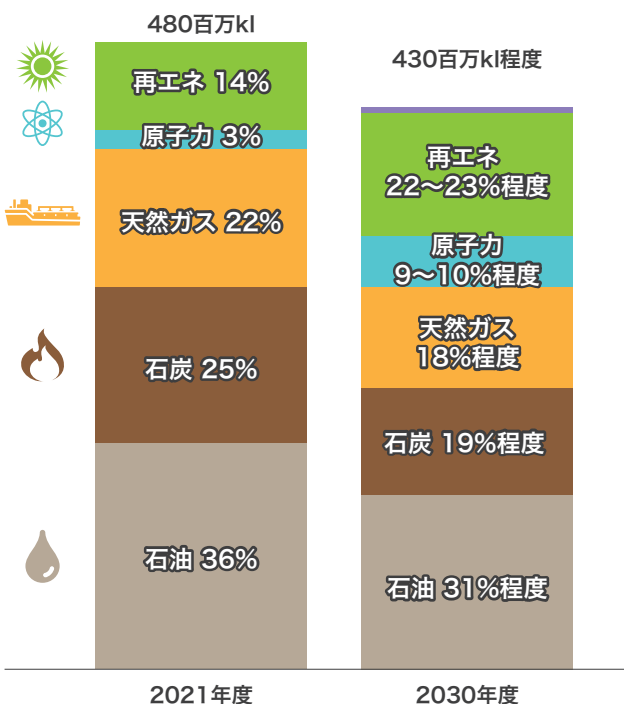 480百万kl
再エネ 14%
原子力 3%
天然ガス 22%
石炭 25%
石油 36%
2021年度
430百万kl程度
再エネ
22〜23%程度
原子力
9〜10%程度
天然ガス
18%程度
石炭 19%程度
石油 31%程度
2030年度